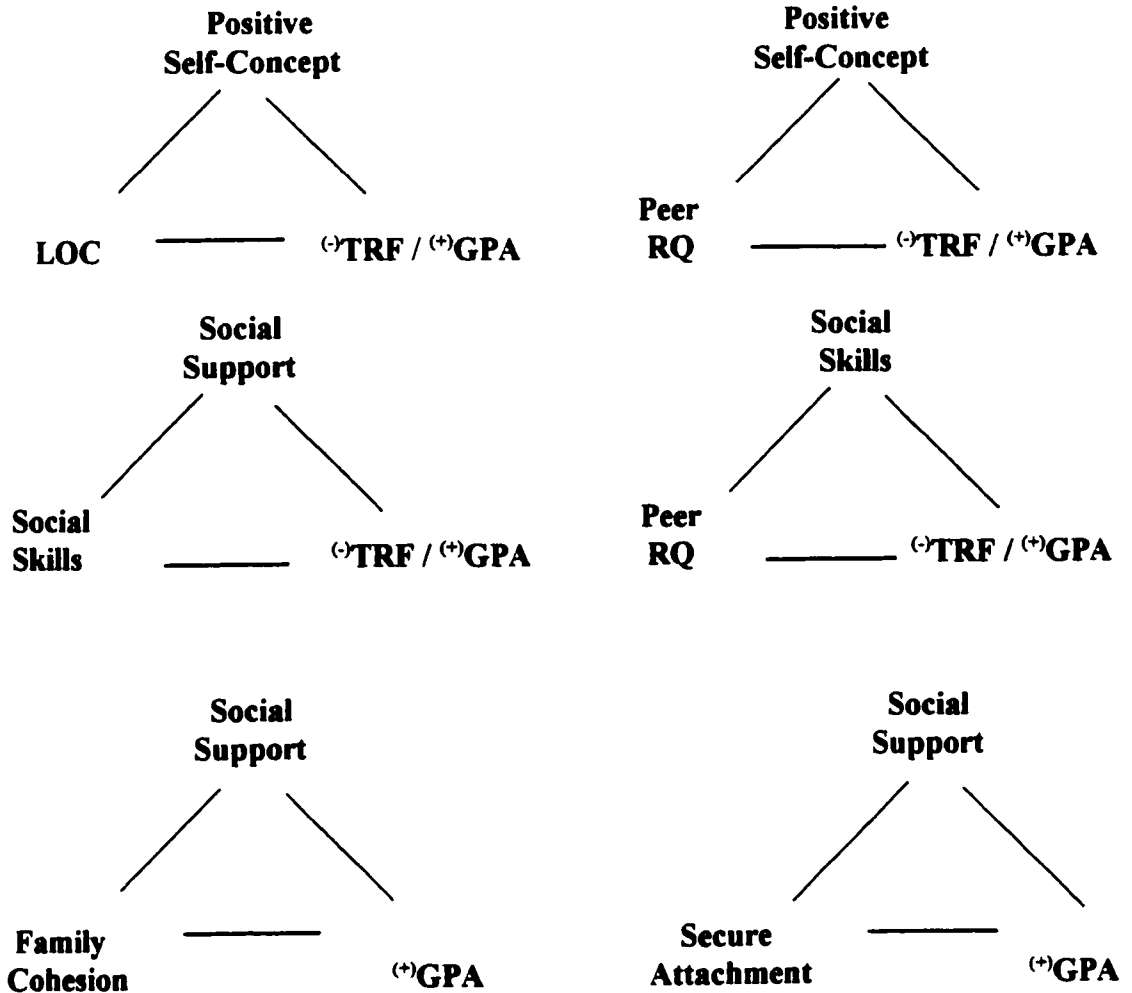 Positive
Self-Concept
LOC
(-)TRF / (+)GPA
Positive
Self-Concept
Peer
RQ
(-)TRF / (+)GPA
Social
Support
Social
Skills
(-)TRF / (+)GPA
Social
Skills
Peer
RQ
(-)TRF / (+)GPA
Social
Support
Family
Cohesion
(+)GPA
Social
Support
Secure
Attachment
(+)GPA